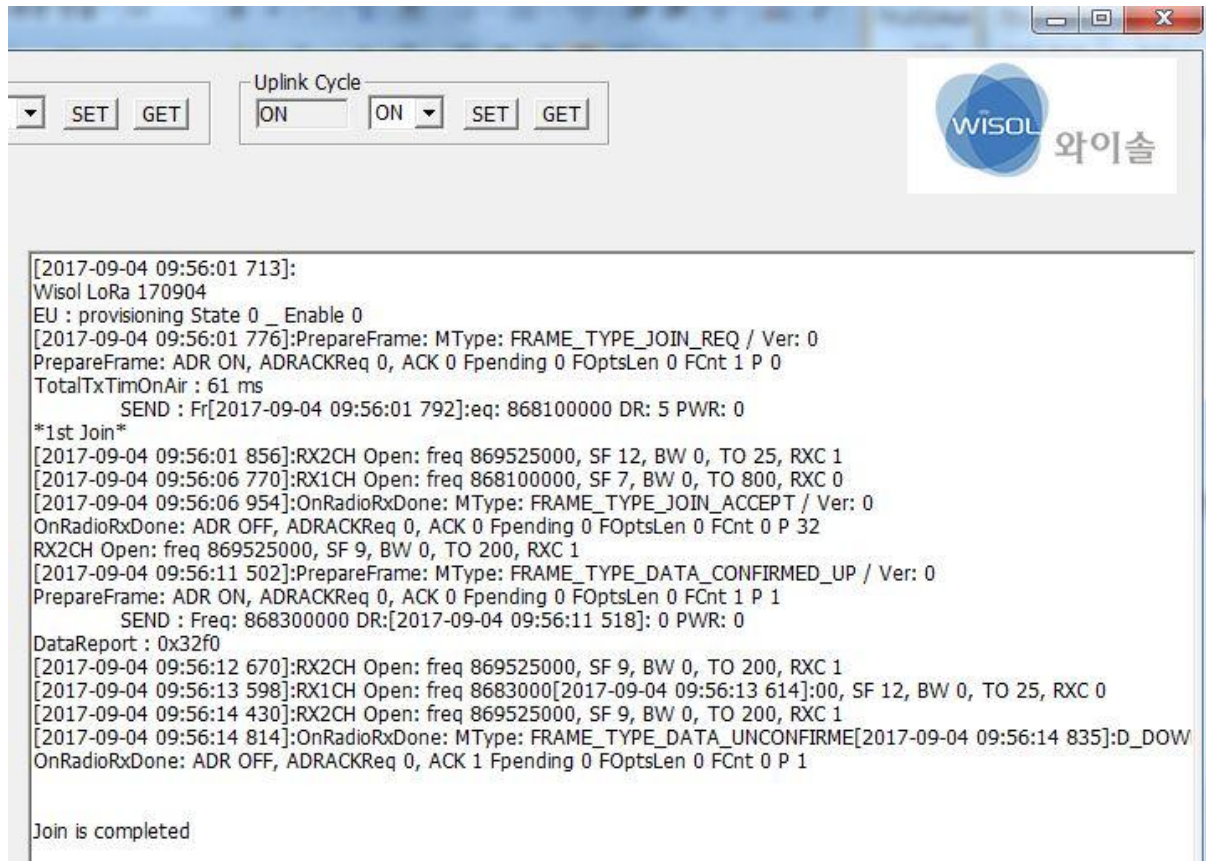 Uplink Cycle
SET GET ON ON SET GET
WiSOL 와이솔
[2017-09-04 09:56:01 713]:
Wisol LoRa 170904
EU : provisioning State 0 _ Enable 0
[2017-09-04 09:56:01 776]:PrepareFrame: MType: FRAME_TYPE_JOIN_REQ / Ver: 0
PrepareFrame: ADR ON, ADRACKReq 0, ACK 0 Fpending 0 FOptsLen 0 FCnt 1 P 0
TotalTxTimOnAir : 61 ms
SEND : Fr[2017-09-04 09:56:01 792]:eq: 868100000 DR: 5 PWR: 0
*1st Join*
[2017-09-04 09:56:01 856]:RX2CH Open: freq 869525000, SF 12, BW 0, TO 25, RXC 1
[2017-09-04 09:56:06 770]:RX1CH Open: freq 868100000, SF 7, BW 0, TO 800, RXC 0
[2017-09-04 09:56:06 954]:OnRadioRxDone: MType: FRAME_TYPE_JOIN_ACCEPT / Ver: 0
OnRadioRxDone: ADR OFF, ADRACKReq 0, ACK 0 Fpending 0 FOptsLen 0 FCnt 0 P 32
RX2CH Open: freq 869525000, SF 9, BW 0, TO 200, RXC 1
[2017-09-04 09:56:11 502]:PrepareFrame: MType: FRAME_TYPE_DATA_CONFIRMED_UP / Ver: 0
PrepareFrame: ADR ON, ADRACKReq 0, ACK 0 Fpending 0 FOptsLen 0 FCnt 1 P 1
SEND : Freq: 868300000 DR:[2017-09-04 09:56:11 518]: 0 PWR: 0
DataReport : 0x32f0
[2017-09-04 09:56:12 670]:RX2CH Open: freq 869525000, SF 9, BW 0, TO 200, RXC 1
[2017-09-04 09:56:13 598]:RX1CH Open: freq 8683000[2017-09-04 09:56:13 614]:00, SF 12, BW 0, TO 25, RXC 0
[2017-09-04 09:56:14 430]:RX2CH Open: freq 869525000, SF 9, BW 0, TO 200, RXC 1
[2017-09-04 09:56:14 814]:OnRadioRxDone: MType: FRAME_TYPE_DATA_UNCONFIRME[2017-09-04 09:56:14 835]:D_DOW
OnRadioRxDone: ADR OFF, ADRACKReq 0, ACK 1 Fpending 0 FOptsLen 0 FCnt 0 P 1
Join is completed